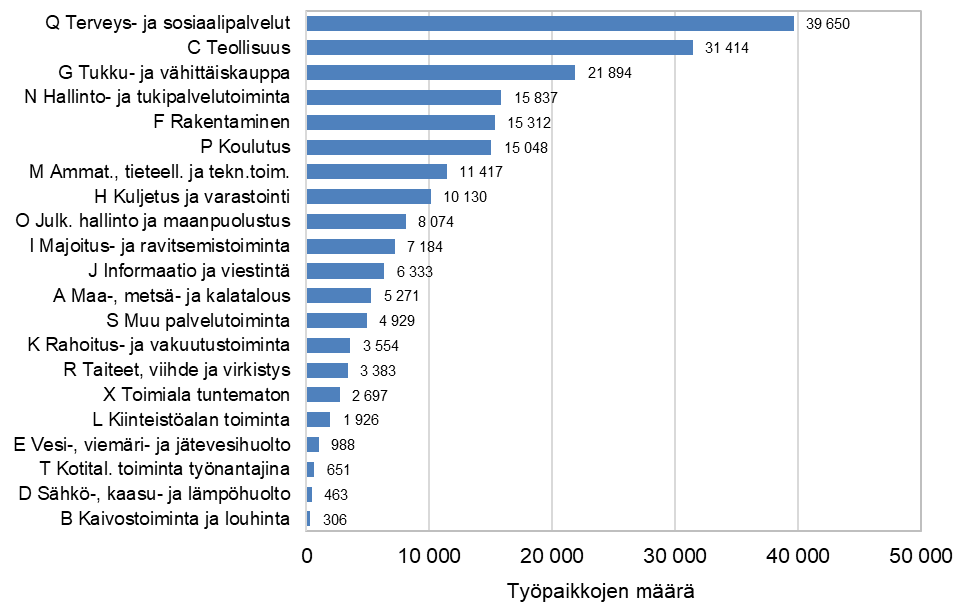 Q Terveys- ja sosiaalipalvelut 39 650
C Teollisuus 31 414
G Tukku- ja vähittäiskauppa 21 894
N Hallinto- ja tukipalvelutoiminta 15 837
F Rakentaminen 15 312
P Koulutus 15 048
M Ammat., tieteell. ja tekn.toim. 11 417
H Kuljetus ja varastointi 10 130
O Julk. hallinto ja maanpuolustus 8 074
I Majoitus- ja ravitsemistoiminta 7 184
J Informaatio ja viestintä 6 333
A Maa-, metsä- ja kalatalous 5 271
S Muu palvelutoiminta 4 929
K Rahoitus- ja vakuutustoiminta 3 554
R Taiteet, viihde ja virkistys 3 383
X Toimiala tuntematon 2 697
L Kiinteistöalan toiminta 1 926
E Vesi-, viemäri- ja jätevesihuolto 988
T Kotital. toiminta työnantajina 651
D Sähkö-, kaasu- ja lämpöhuolto 463
B Kaivostoiminta ja louhinta 306
0 10 000 20 000 30 000 40 000 50 000
Työpaikkojen määrä